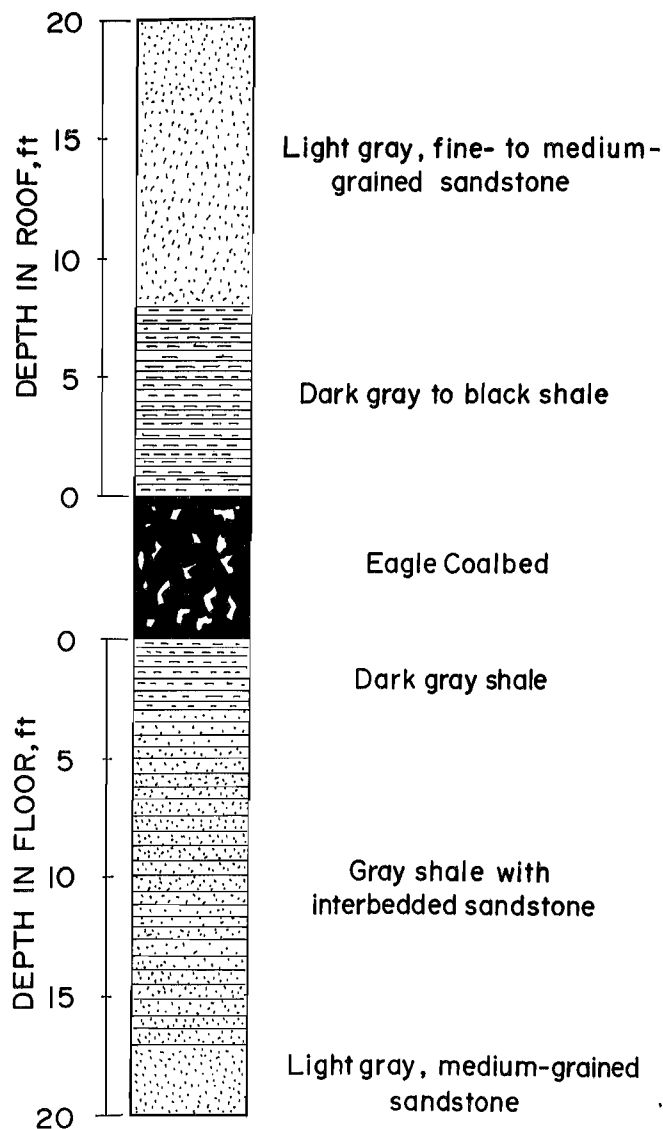 DEPTH IN ROOF, ft
20
15
10
5
0
Light gray, fine- to medium-
grained sandstone
Dark gray to black shale
Eagle Coalbed
DEPTH IN FLOOR, ft
0
5
10
15
20
Dark gray shale
Gray shale with
interbedded sandstone
Light gray, medium-grained
sandstone